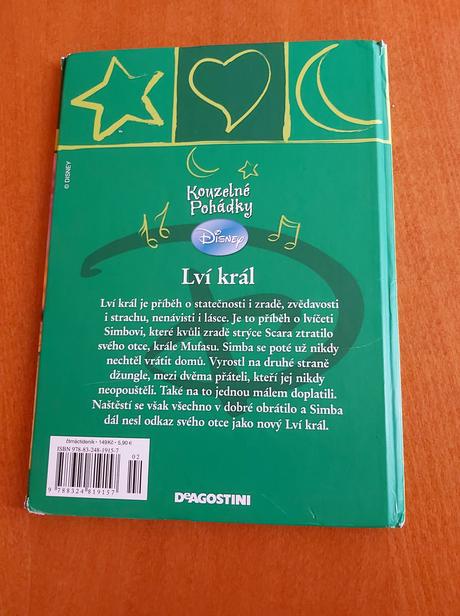 © DISNEY
Kouzelné
Pohádky
Disney
Lví král
Lví král je příběh o statečnosti i zradě, zvědavosti
i strachu, nenávisti i lásce. Je to příběh o lvíčeti
Simbovi, které kvůli zradě strýce Scara ztratilo
svého otce, krále Mufasu. Simba se poté už nikdy
nechtěl vrátit domů. Vyrostl na druhé straně
džungle, mezi dvěma přáteli, kteří jej nikdy
neopouštěli. Také na to jednou málem doplatili.
Naštěstí se však všechno v dobré obrátilo a Simba
dál nesl odkaz svého otce jako nový Lví král.
čtrnáctideník • 149Kč • 5,90 €
ISBN 978-83-248-1915-7
02
9 788324 819157
DeAGOSTINI